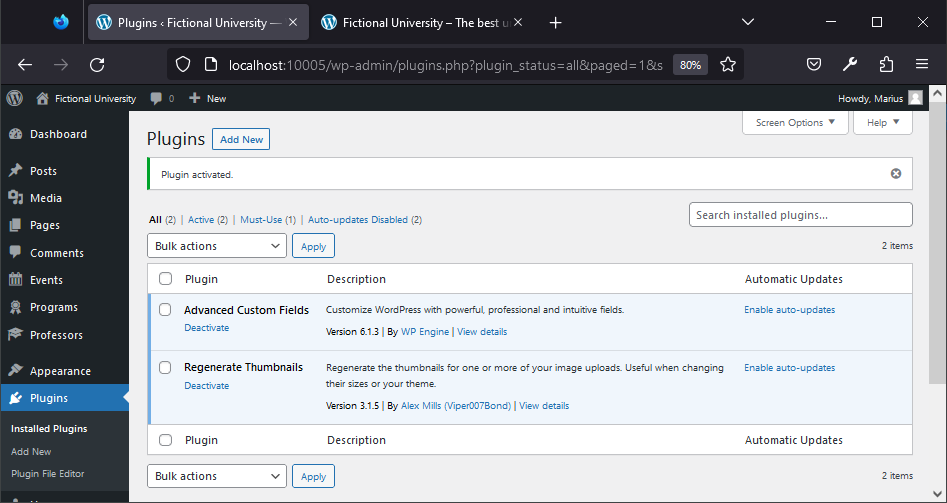 Plugins ‹ Fictional University —
Fictional University – The best u
localhost:10005/wp-admin/plugins.php?plugin_status=all&paged=1&s
80%
Fictional University
0
New
Howdy, Marius
Dashboard
Posts
Media
Pages
Comments
Events
Programs
Professors
Appearance
Plugins
Installed Plugins
Add New
Plugin File Editor
Screen Options
Help
Plugins
Add New
Plugin activated.
All (2) | Active (2) | Must-Use (1) | Auto-updates Disabled (2)
Search installed plugins...
Bulk actions
Apply
2 items
Plugin Description Automatic Updates
Advanced Custom Fields
Deactivate
Customize WordPress with powerful, professional and intuitive fields.
Version 6.1.3 | By WP Engine | View details
Enable auto-updates
Regenerate Thumbnails
Deactivate
Regenerate the thumbnails for one or more of your image uploads. Useful when changing
their sizes or your theme.
Version 3.1.5 | By Alex Mills (Viper007Bond) | View details
Enable auto-updates
Plugin Description Automatic Updates
Bulk actions
Apply
2 items